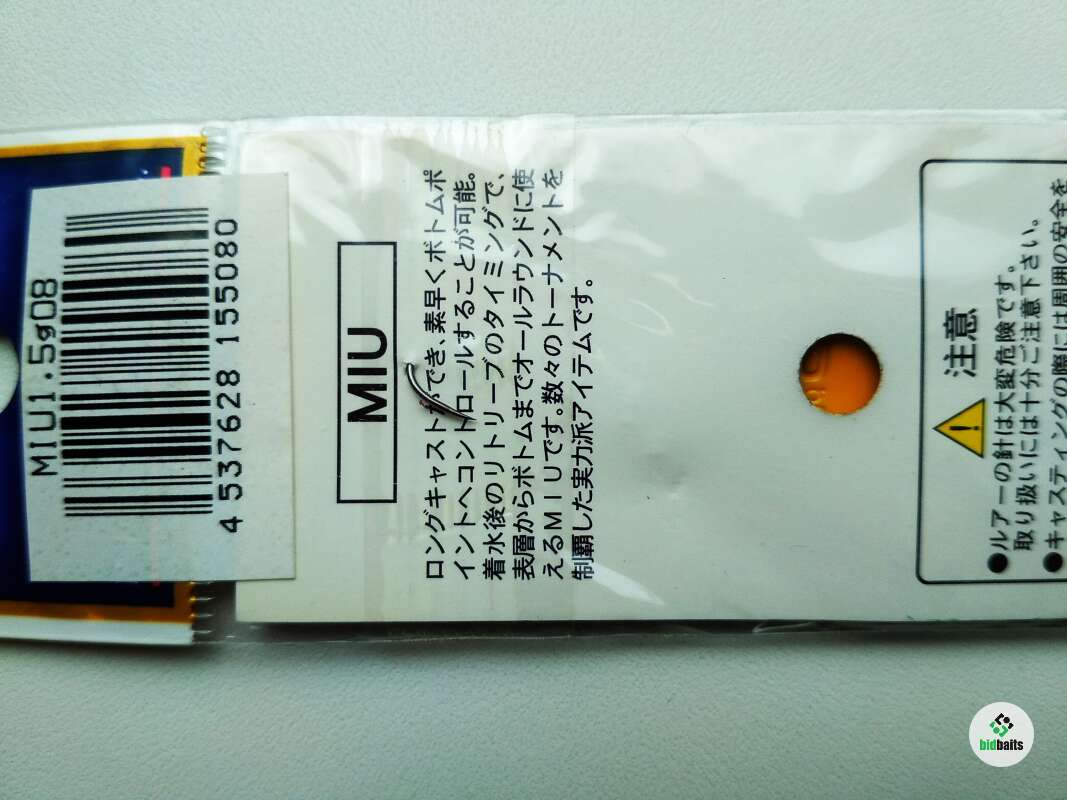 MIU1.5g08
4 537628 155080
MIU
ロングキャストができ、素早くボトムポ
イントへコントロールすることが可能。
着水後のリトリーブのタイミングで、
表層からボトムまでオールラウンドに使
えるMIUです。数々のトーナメントを
制覇した実力派アイテムです。
注意
●ルアーの針は大変危険です。
取り扱いには十分ご注意下さい。
●キャスティングの際には周囲の安全を
bidbaits